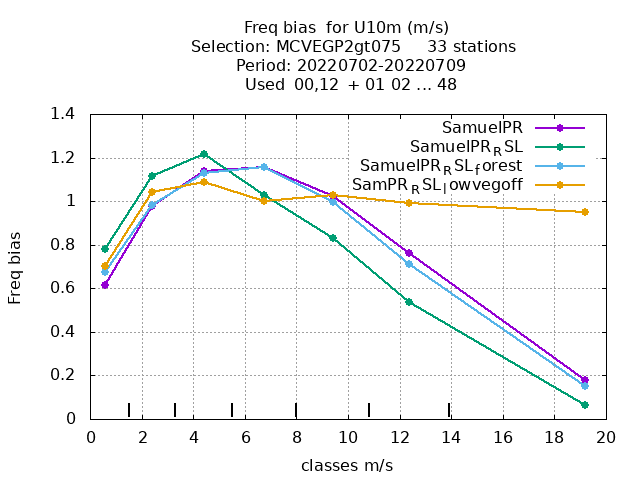 Freq bias  for U10m (m/s)
Selection: MCVEGP2gt075     33 stations
Period: 20220702-20220709
Used  00,12  + 01 02 ... 48
SamuelPR
SamuelPR_RSL
SamuelPR_RSL_forest
SamPR_RSL_lowvegoff
1.4
1.2
1
0.8
0.6
0.4
0.2
0
Freq bias
0 2 4 6 8 10 12 14 16 18 20
classes m/s